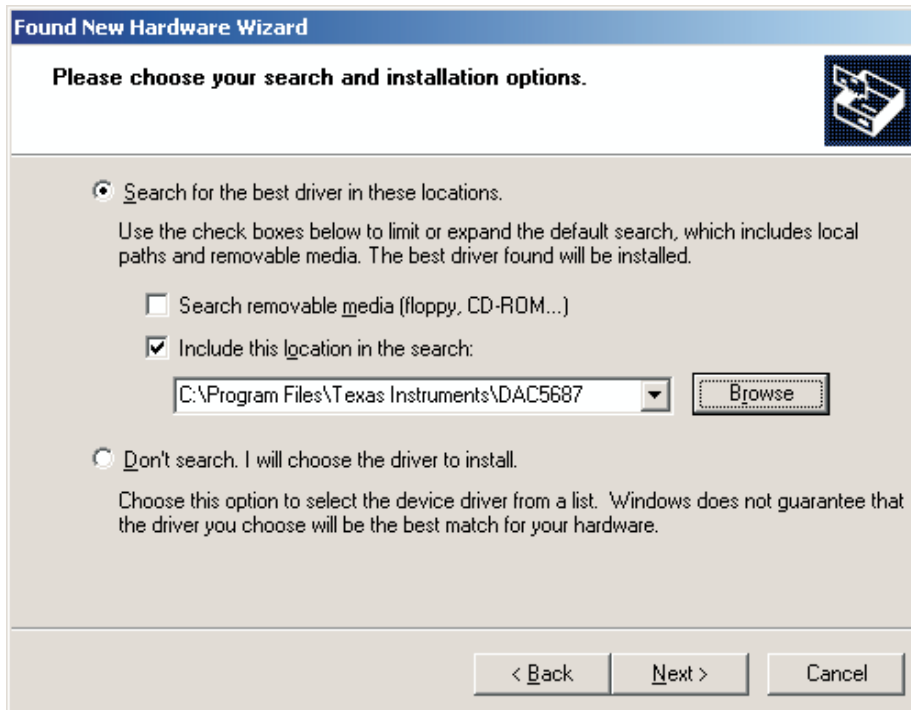 Found New Hardware Wizard
Please choose your search and installation options.
Search for the best driver in these locations.
Use the check boxes below to limit or expand the default search, which includes local
paths and removable media. The best driver found will be installed.
Search removable media (floppy, CD-ROM...)
Include this location in the search:
C:\Program Files\Texas Instruments\DAC5687
Browse
Don't search. I will choose the driver to install.
Choose this option to select the device driver from a list.  Windows does not guarantee that
the driver you choose will be the best match for your hardware.
< Back
Next >
Cancel